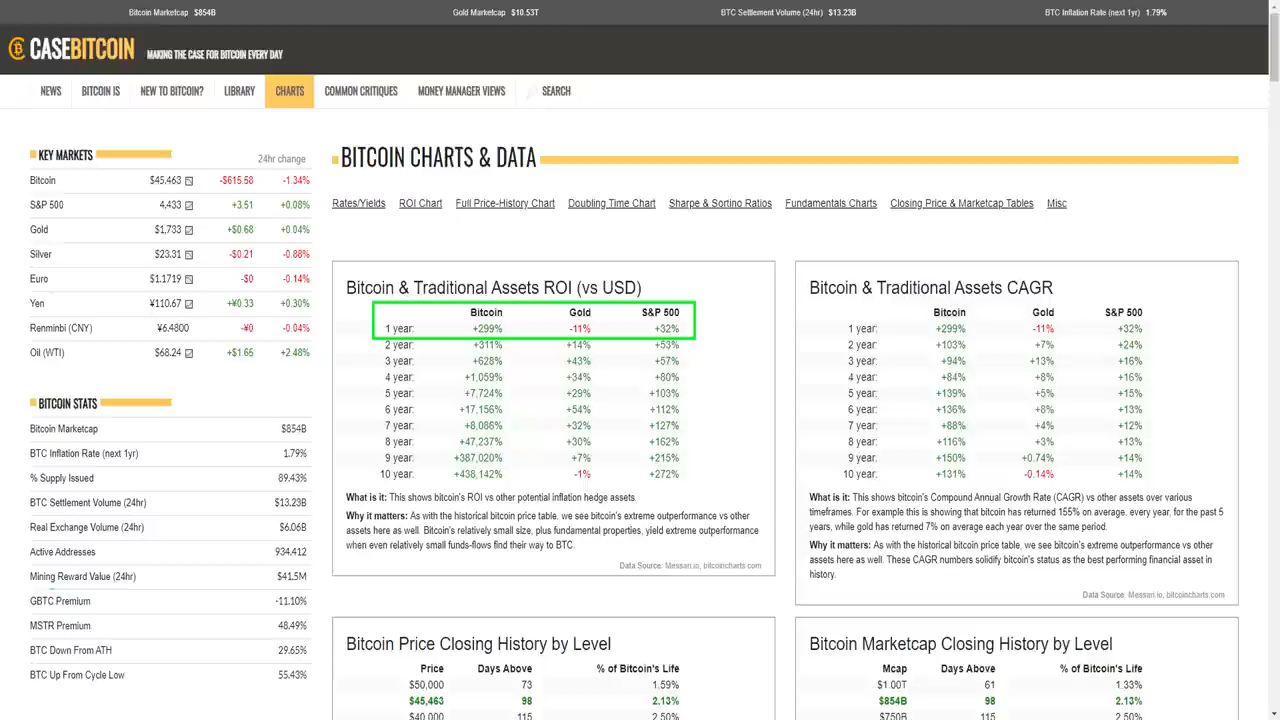 Bitcoin Marketcap $854B Gold Marketcap $10.53T BTC Settlement Volume (24hr) $13.23B BTC Inflation Rate (next 1yr) 1.79%
CASEBITCOIN MAKING THE CASE FOR BITCOIN EVERY DAY
NEWS BITCOIN IS NEW TO BITCOIN? LIBRARY CHARTS COMMON CRITIQUES MONEY MANAGER VIEWS SEARCH
KEY MARKETS
24hr change
Bitcoin $45,463 -$615.58 -1.34%
S&P 500 4,433 +3.51 +0.08%
Gold $1,733 +$0.68 +0.04%
Silver $23.31 -$0.21 -0.88%
Euro $1.1719 -$0 -0.14%
Yen ¥110.67 +¥0.33 +0.30%
Renminbi (CNY) ¥6.4800 -¥0 -0.04%
Oil (WTI) $68.24 +$1.65 +2.48%
BITCOIN STATS
Bitcoin Marketcap $854B
BTC Inflation Rate (next 1yr) 1.79%
% Supply Issued 89.43%
BTC Settlement Volume (24hr) $13.23B
Real Exchange Volume (24hr) $6.06B
Active Addresses 934,412
Mining Reward Value (24hr) $41.5M
GBTC Premium -11.10%
MSTR Premium 48.49%
BTC Down From ATH 29.65%
BTC Up From Cycle Low 55.43%
BITCOIN CHARTS & DATA
Rates/Yields ROI Chart Full Price-History Chart Doubling Time Chart Sharpe & Sortino Ratios Fundamentals Charts Closing Price & Marketcap Tables Misc
Bitcoin & Traditional Assets ROI (vs USD)
Bitcoin Gold S&P 500
1 year: +299% -11% +32%
2 year: +311% +14% +53%
3 year: +628% +43% +57%
4 year: +1,059% +34% +80%
5 year: +7,724% +29% +103%
6 year: +17,156% +54% +112%
7 year: +8,086% +32% +127%
8 year: +47,237% +30% +162%
9 year: +387,020% +7% +215%
10 year: +438,142% -1% +272%
What is it: This shows bitcoin's ROI vs other potential inflation hedge assets.
Why it matters: As with the historical bitcoin price table, we see bitcoin's extreme outperformance vs other
assets here as well. Bitcoin's relatively small size, plus fundamental properties, yield extreme outperformance
when even relatively small funds-flows find their way to BTC.
Data Source: Messari.io, bitcoincharts.com
Bitcoin & Traditional Assets CAGR
Bitcoin Gold S&P 500
1 year: +299% -11% +32%
2 year: +103% +7% +24%
3 year: +94% +13% +16%
4 year: +84% +8% +16%
5 year: +139% +5% +15%
6 year: +136% +8% +13%
7 year: +88% +4% +12%
8 year: +116% +3% +13%
9 year: +150% +0.74% +14%
10 year: +131% -0.14% +14%
What is it: This shows bitcoin's Compound Annual Growth Rate (CAGR) vs other assets over various
timeframes. For example this is showing that bitcoin has returned 155% on average. every year, for the past 5
years, while gold has returned 7% on average each year over the same period.
Why it matters: As with the historical bitcoin price table, we see bitcoin's extreme outperformance vs other
assets here as well. These CAGR numbers solidify bitcoin's status as the best performing financial asset in
history.
Data Source: Messari.io, bitcoincharts.com
Bitcoin Price Closing History by Level
Price Days Above % of Bitcoin's Life
$50,000 73 1.59%
$45,463 98 2.13%
$40,000 115 2.50%
Bitcoin Marketcap Closing History by Level
Mcap Days Above % of Bitcoin's Life
$1.00T 61 1.33%
$854B 98 2.13%
$750B 115 2.50%